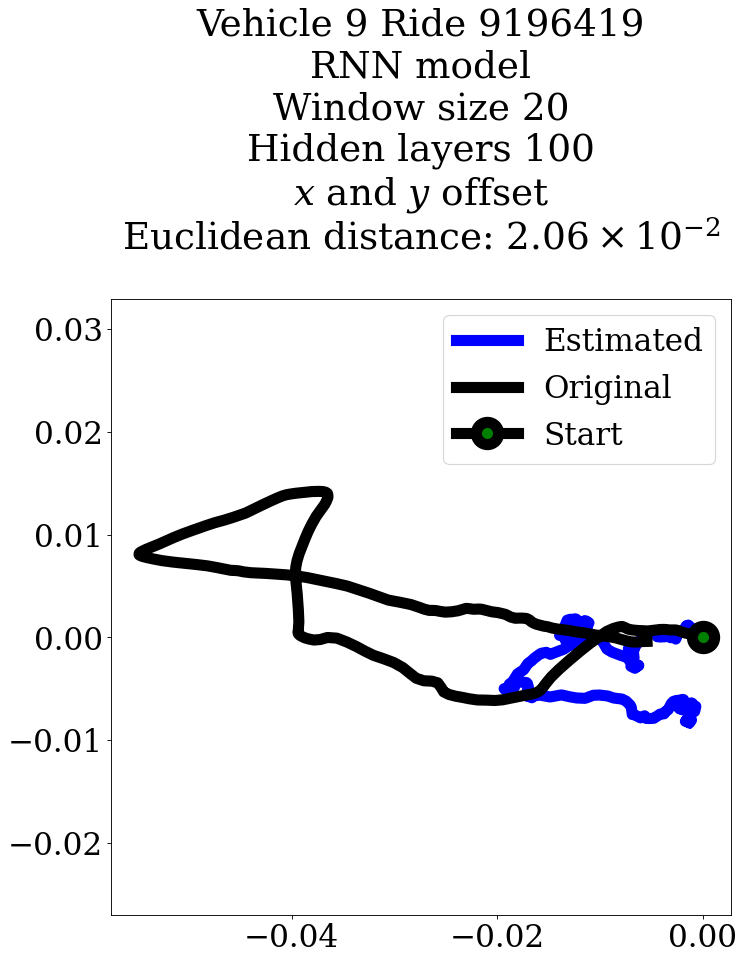 Vehicle 9 Ride 9196419
RNN model
Window size 20
Hidden layers 100
x and y offset
Euclidean distance: 2.06 × 10⁻²
Estimated
Original
Start
0.03
0.02
0.01
0.00
−0.01
−0.02
−0.04
−0.02
0.00